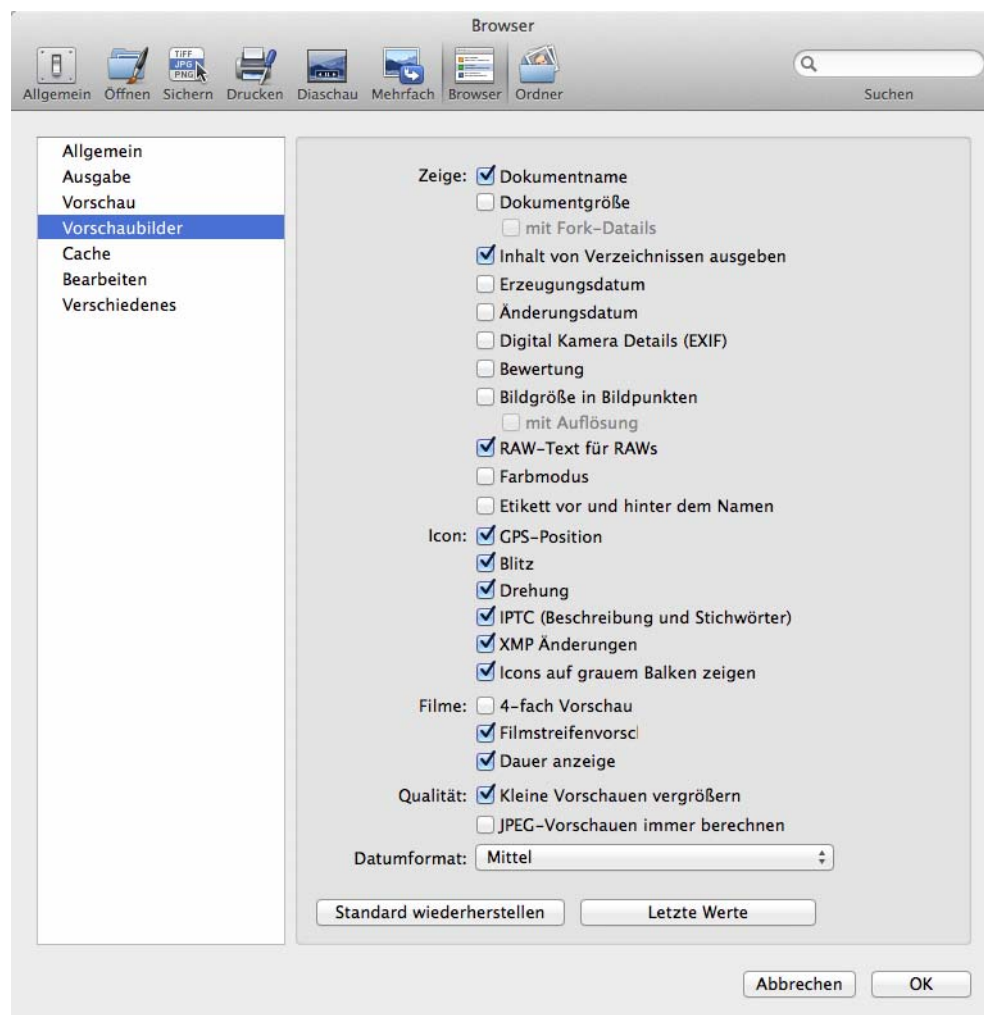 Browser
TIFF
JPG
PNG
Allgemein Öffnen Sichern Drucken Diaschau Mehrfach Browser Ordner Suchen
Allgemein
Ausgabe
Vorschau
Vorschaubilder
Cache
Bearbeiten
Verschiedenes
Zeige: Dokumentname
Dokumentgröße
mit Fork-Datails
Inhalt von Verzeichnissen ausgeben
Erzeugungsdatum
Änderungsdatum
Digital Kamera Details (EXIF)
Bewertung
Bildgröße in Bildpunkten
mit Auflösung
RAW-Text für RAWs
Farbmodus
Etikett vor und hinter dem Namen
Icon: GPS-Position
Blitz
Drehung
IPTC (Beschreibung und Stichwörter)
XMP Änderungen
Icons auf grauem Balken zeigen
Filme: 4-fach Vorschau
Filmstreifenvorsc
Dauer anzeige
Qualität: Kleine Vorschauen vergrößern
JPEG-Vorschauen immer berechnen
Datumformat: Mittel
Standard wiederherstellen Letzte Werte
Abbrechen OK